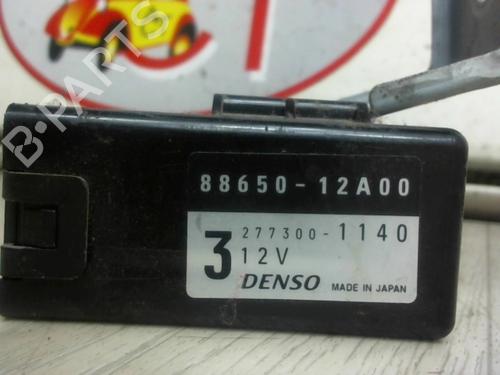 B-PARTS
88650-12A00
3
277300-1140
12V
DENSO
MADE IN JAPAN